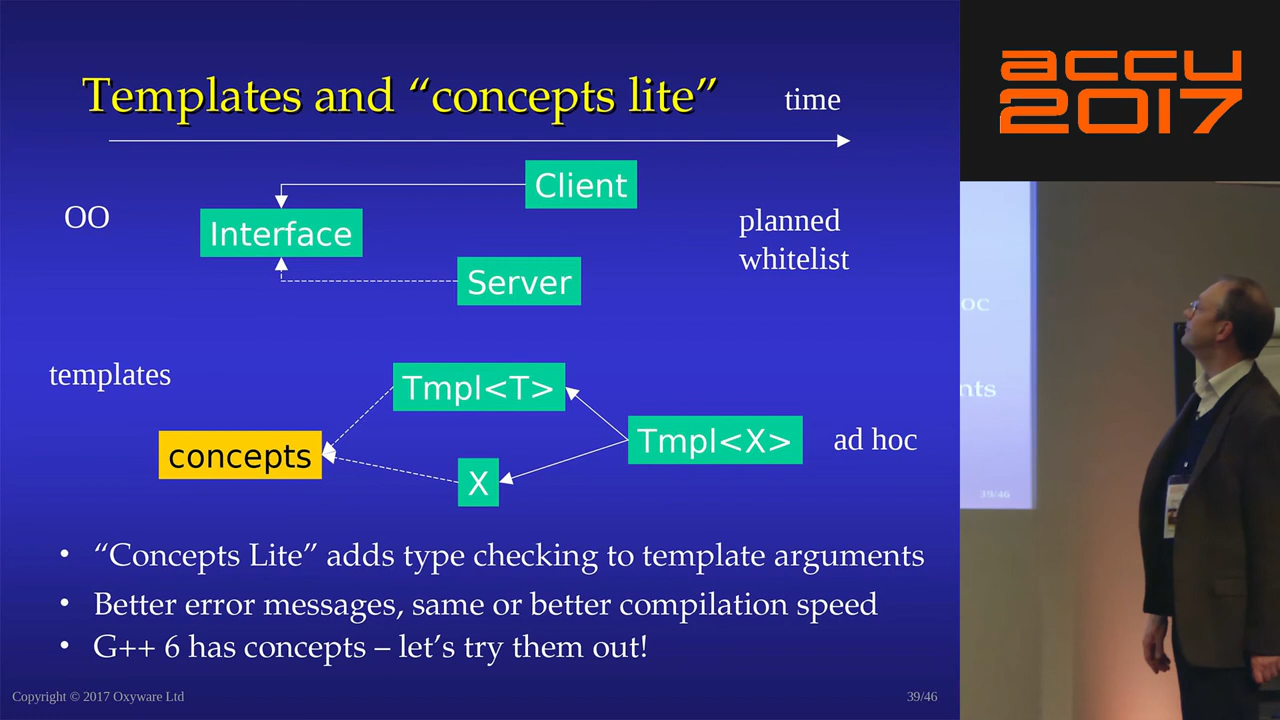 Templates and “concepts lite”
time
OO
Client
Interface
Server
planned
whitelist
templates
Tmpl<T>
concepts
X
Tmpl<X>
ad hoc
• “Concepts Lite” adds type checking to template arguments
• Better error messages, same or better compilation speed
• G++ 6 has concepts – let’s try them out!
Copyright © 2017 Oxyware Ltd
39/46
accu
2017
oc
nts
39/46